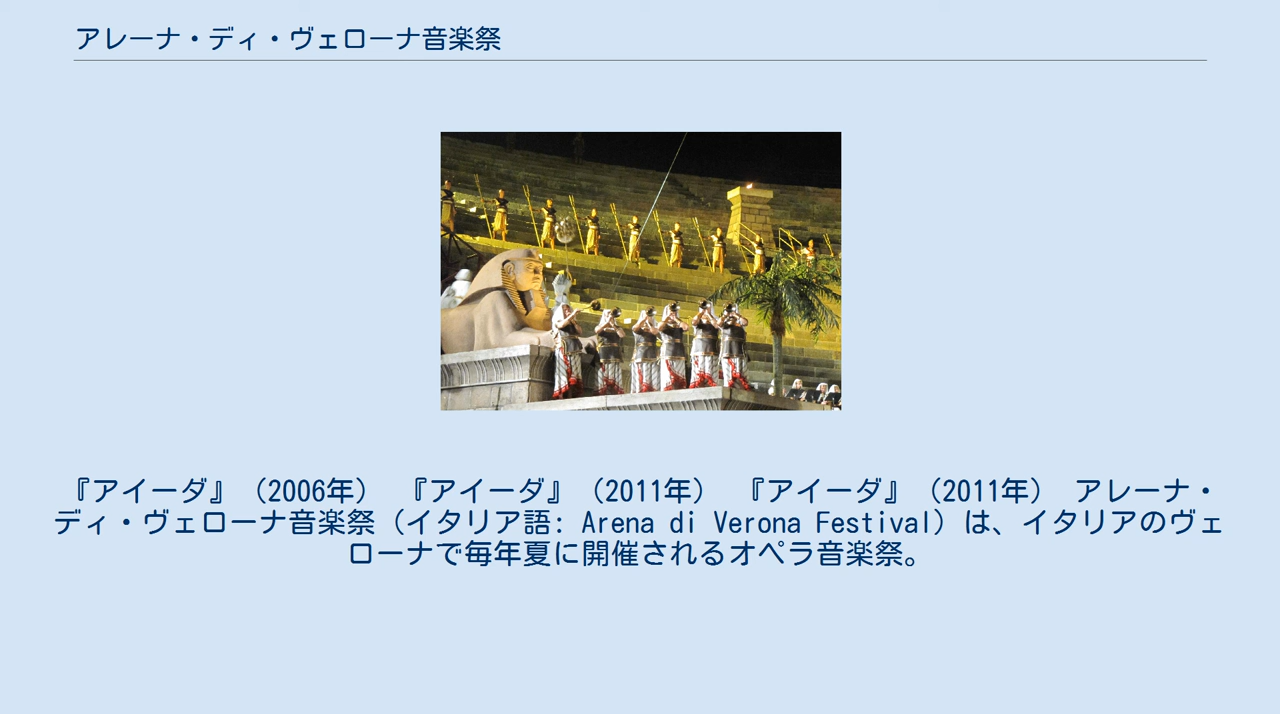 アレーナ・ディ・ヴェローナ音楽祭
『アイーダ』（2006年）　『アイーダ』（2011年）　『アイーダ』（2011年）　アレーナ・
ディ・ヴェローナ音楽祭（イタリア語: Arena di Verona Festival）は、イタリアのヴェ
ローナで毎年夏に開催されるオペラ音楽祭。